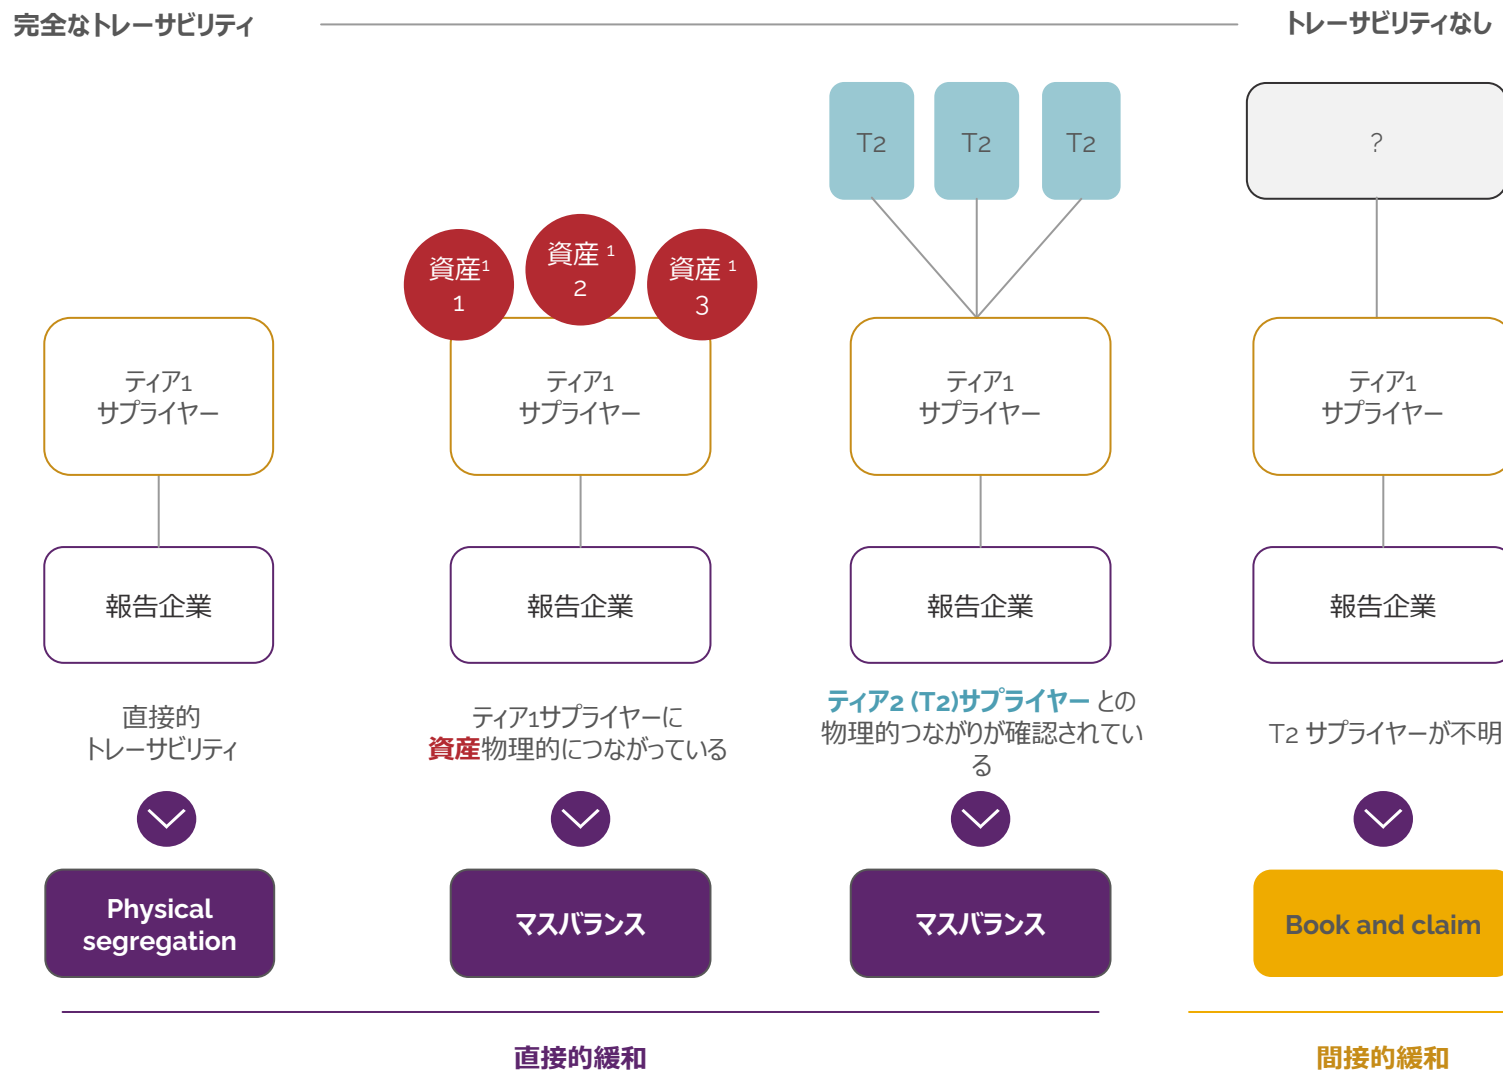 完全なトレーサビリティ
トレーサビリティなし
T2
T2
T2
?
資産¹
1
資産 ¹
2
資産 ¹
3
ティア1
サプライヤー
ティア1
サプライヤー
ティア1
サプライヤー
ティア1
サプライヤー
報告企業
報告企業
報告企業
報告企業
直接的
トレーサビリティ
ティア1サプライヤーに
資産物理的につながっている
ティア2 (T2)サプライヤー との
物理的つながりが確認されてい
る
T2 サプライヤーが不明
Physical
segregation
マスバランス
マスバランス
Book and claim
直接的緩和
間接的緩和